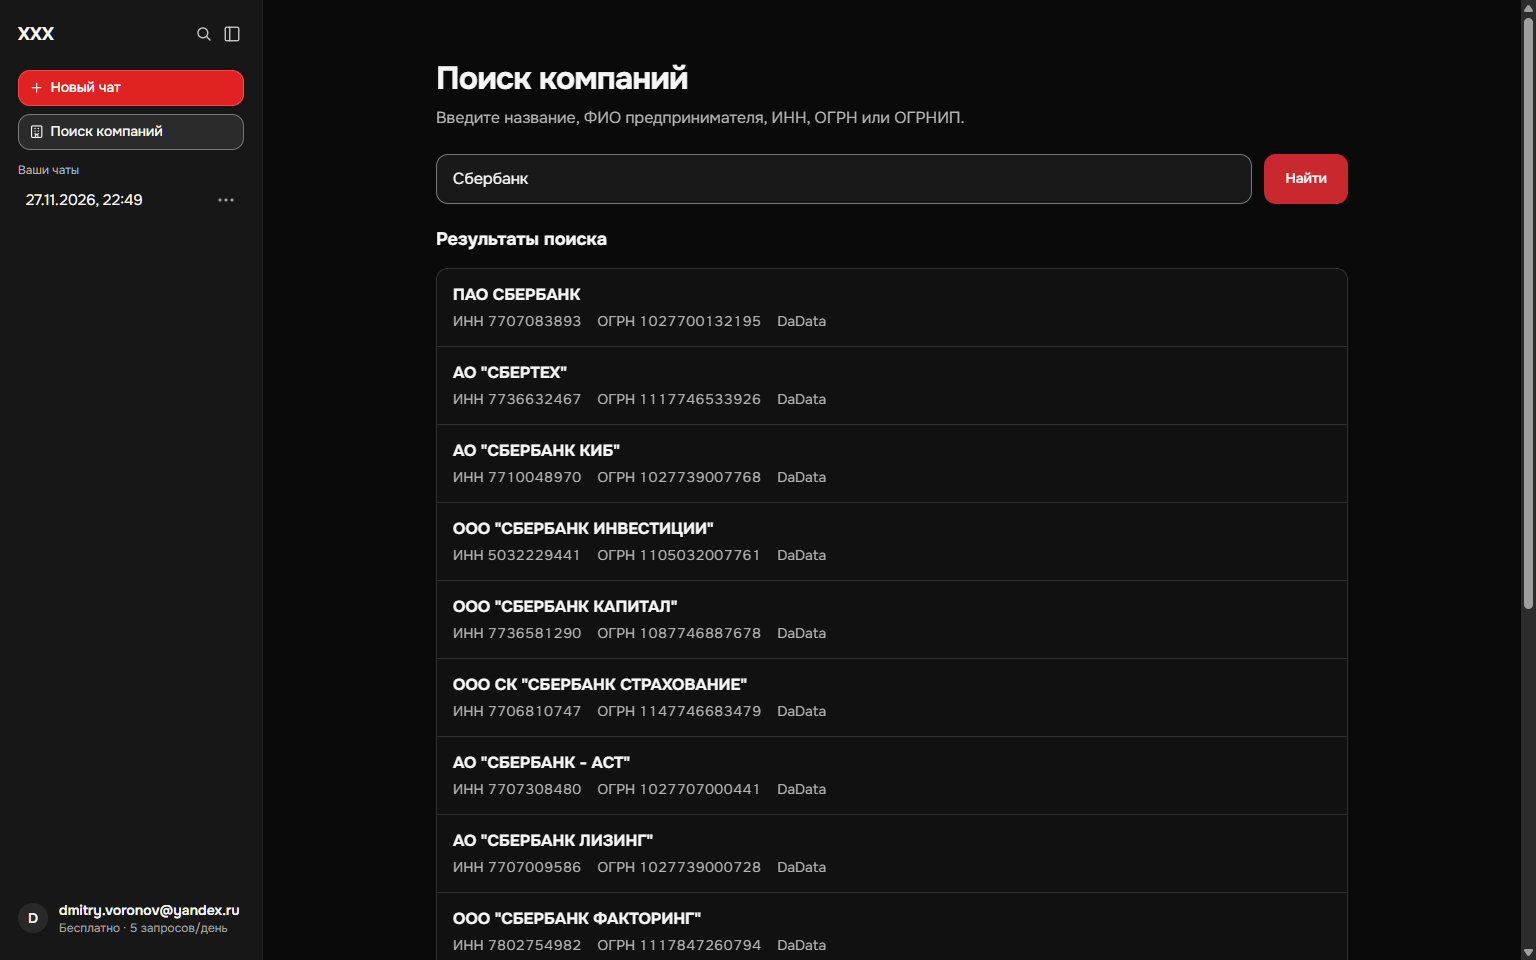 XXX
Новый чат
Поиск компаний
Ваши чаты
27.11.2026, 22:49
D
dmitry.voronov@yandex.ru
Бесплатно · 5 запросов/день
Поиск компаний
Введите название, ФИО предпринимателя, ИНН, ОГРН или ОГРНИП.
Сбербанк
Найти
Результаты поиска
ПАО СБЕРБАНК
ИНН 7707083893 ОГРН 1027700132195 DaData
АО "СБЕРТЕХ"
ИНН 7736632467 ОГРН 1117746533926 DaData
АО "СБЕРБАНК КИБ"
ИНН 7710048970 ОГРН 1027739007768 DaData
ООО "СБЕРБАНК ИНВЕСТИЦИИ"
ИНН 5032229441 ОГРН 1105032007761 DaData
ООО "СБЕРБАНК КАПИТАЛ"
ИНН 7736581290 ОГРН 1087746887678 DaData
ООО СК "СБЕРБАНК СТРАХОВАНИЕ"
ИНН 7706810747 ОГРН 1147746683479 DaData
АО "СБЕРБАНК - АСТ"
ИНН 7707308480 ОГРН 1027707000441 DaData
АО "СБЕРБАНК ЛИЗИНГ"
ИНН 7707009586 ОГРН 1027739000728 DaData
ООО "СБЕРБАНК ФАКТОРИНГ"
ИНН 7802754982 ОГРН 1117847260794 DaData